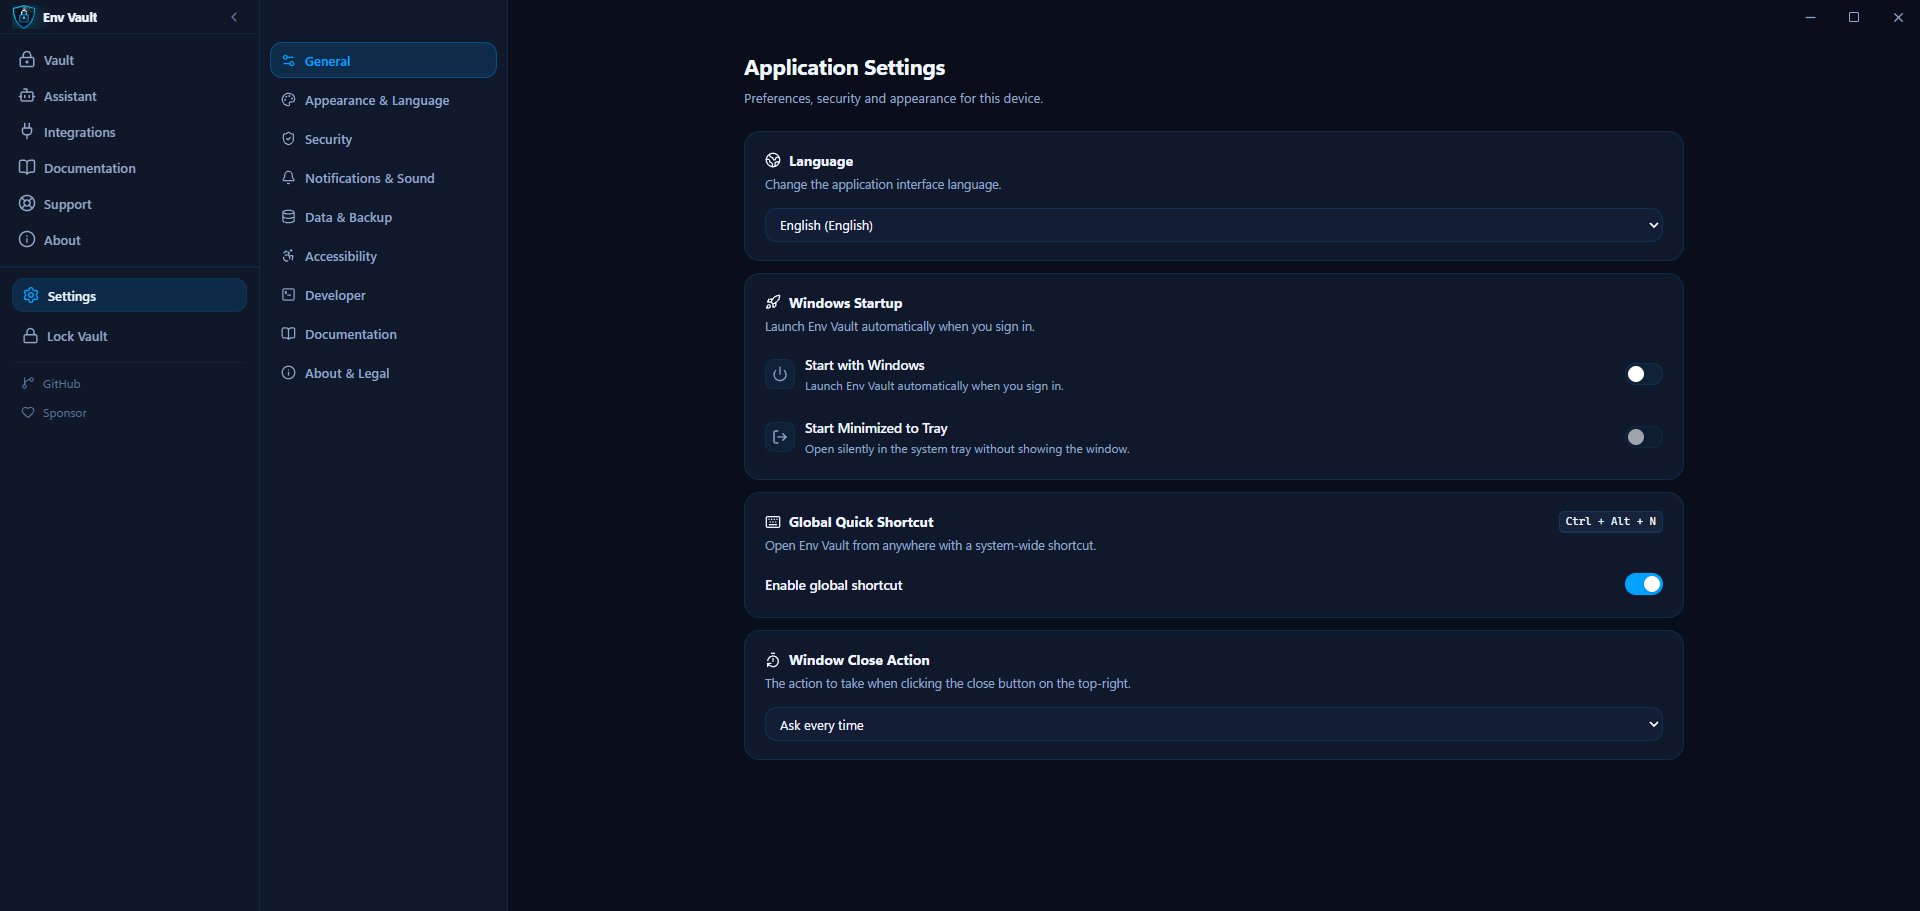 Env Vault
Vault
Assistant
Integrations
Documentation
Support
About
Settings
Lock Vault
GitHub
Sponsor
General
Appearance & Language
Security
Notifications & Sound
Data & Backup
Accessibility
Developer
Documentation
About & Legal
Application Settings
Preferences, security and appearance for this device.
Language
Change the application interface language.
English (English)
Windows Startup
Launch Env Vault automatically when you sign in.
Start with Windows
Launch Env Vault automatically when you sign in.
Start Minimized to Tray
Open silently in the system tray without showing the window.
Global Quick Shortcut
Ctrl + Alt + N
Open Env Vault from anywhere with a system-wide shortcut.
Enable global shortcut
Window Close Action
The action to take when clicking the close button on the top-right.
Ask every time